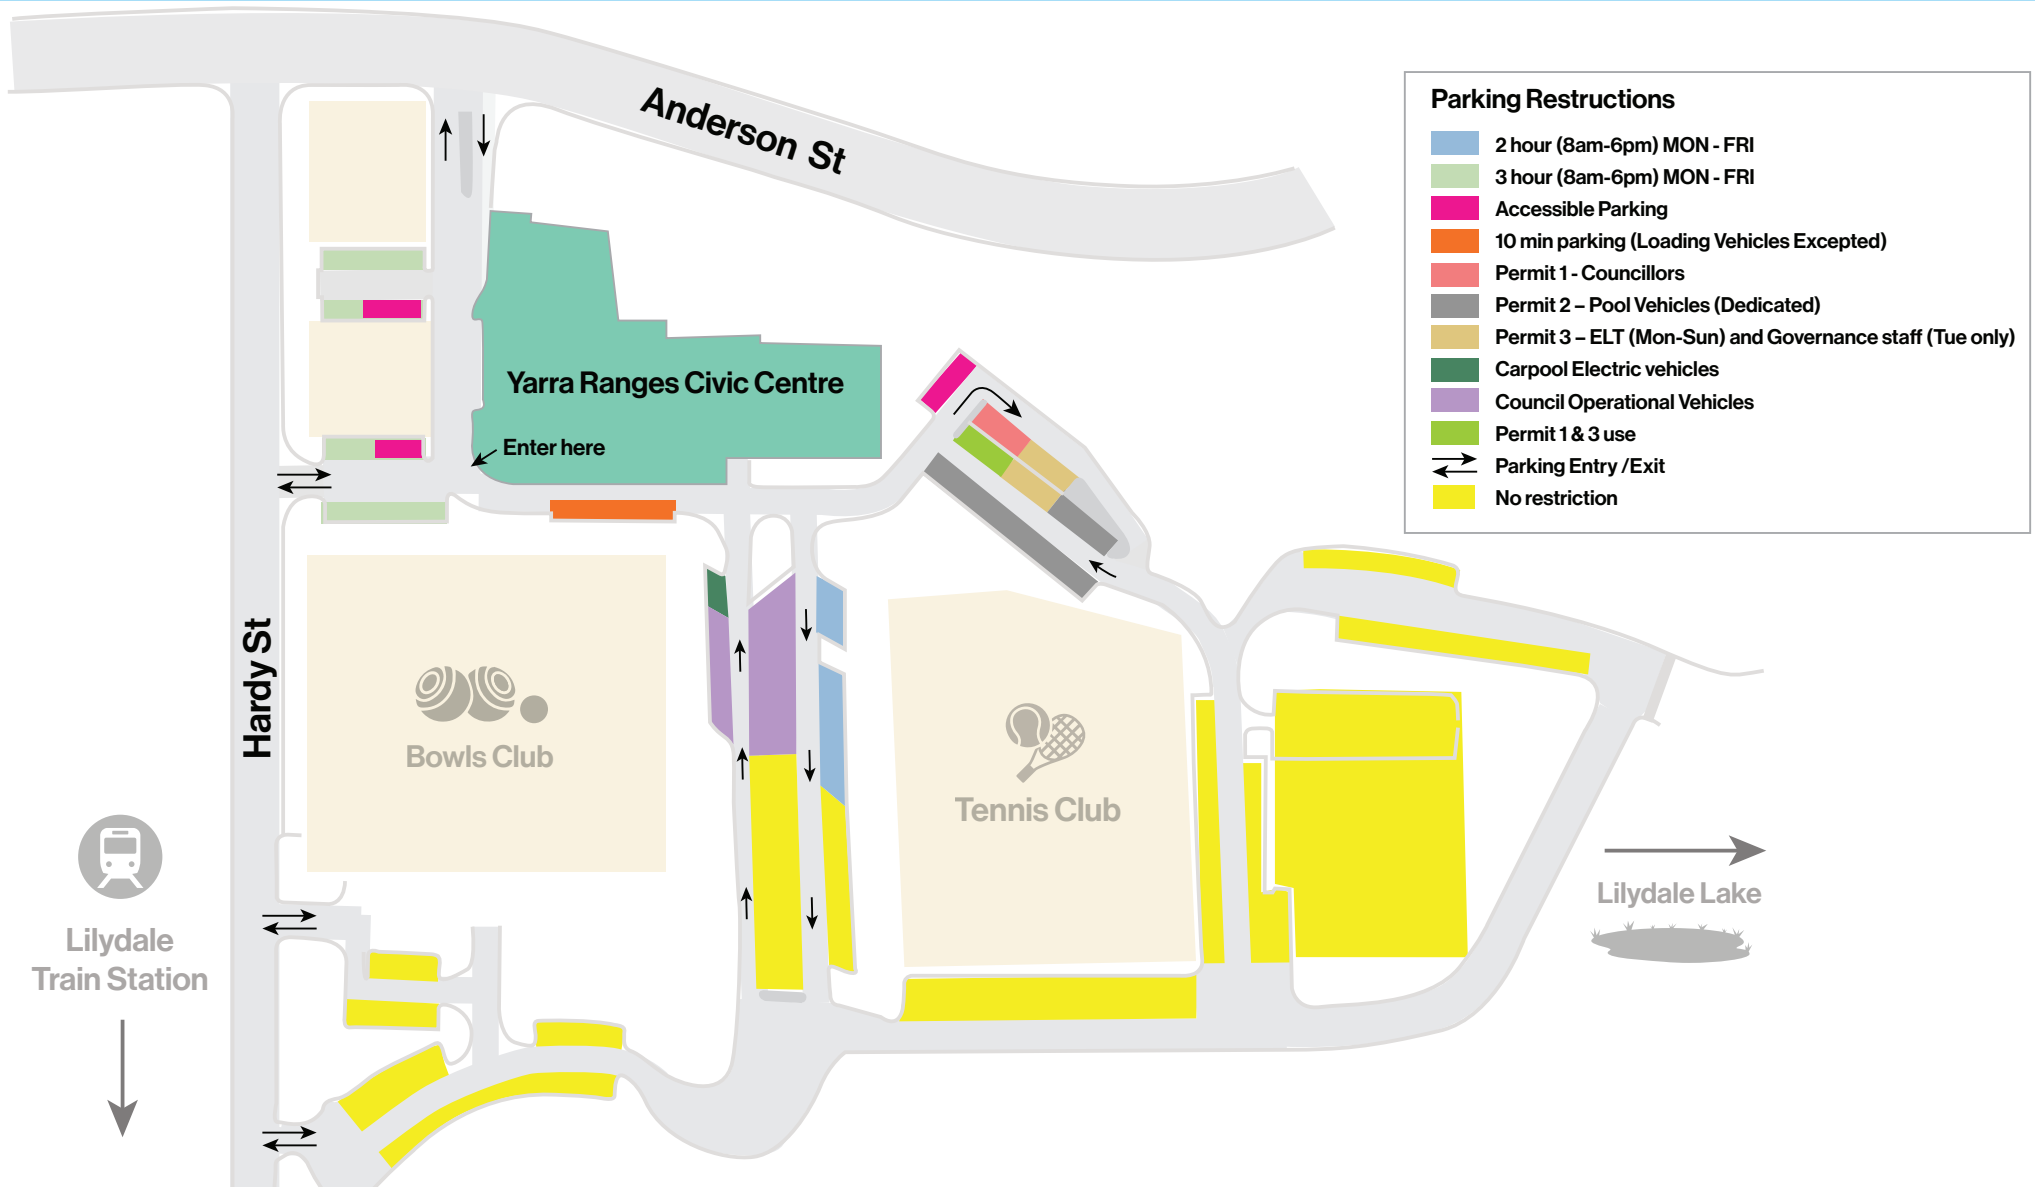 Anderson St
Parking Restructions
2 hour (8am-6pm) MON - FRI
3 hour (8am-6pm) MON - FRI
Accessible Parking
10 min parking (Loading Vehicles Excepted)
Permit 1 - Councillors
Permit 2 – Pool Vehicles (Dedicated)
Permit 3 – ELT (Mon-Sun) and Governance staff (Tue only)
Carpool Electric vehicles
Council Operational Vehicles
Permit 1 & 3 use
Parking Entry / Exit
No restriction
Yarra Ranges Civic Centre
Enter here
Hardy St
Bowls Club
Tennis Club
Lilydale Lake
Lilydale
Train Station